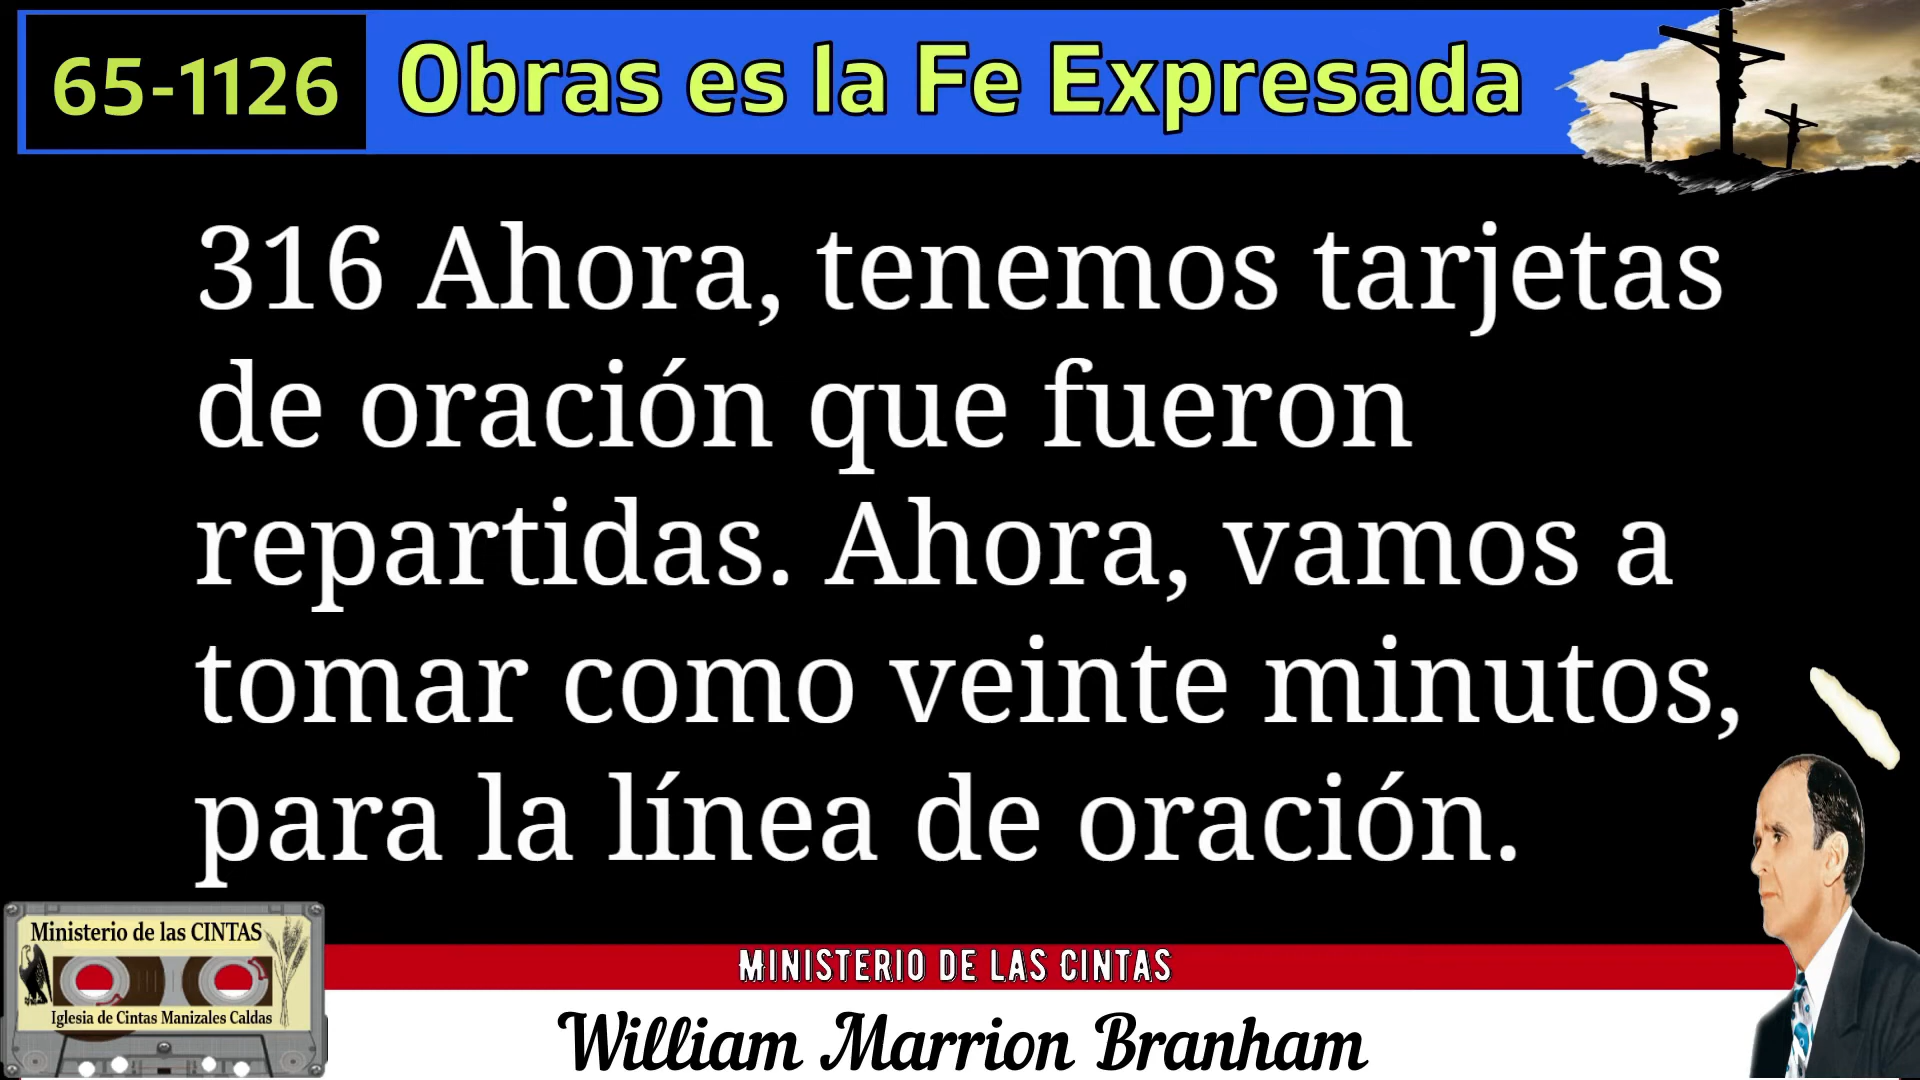 65-1126
Obras es la Fe Expresada
316 Ahora, tenemos tarjetas
de oración que fueron
repartidas. Ahora, vamos a
tomar como veinte minutos,
para la línea de oración.
Ministerio de las CINTAS
Iglesia de Cintas Manizales Caldas
MINISTERIO DE LAS CINTAS
William Marrion Branham